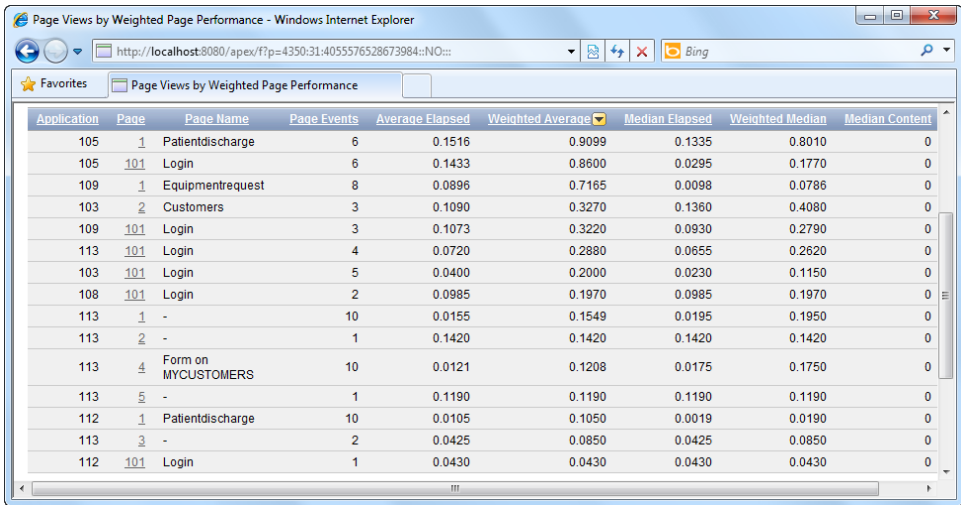 Page Views by Weighted Page Performance - Windows Internet Explorer
http://localhost:8080/apex/f?p=4350:31:4055576528673984::NO::: Bing
Favorites Page Views by Weighted Page Performance
Application Page Page Name Page Events Average Elapsed Weighted Average Median Elapsed Weighted Median Median Content
105 1 Patientdischarge 6 0.1516 0.9099 0.1335 0.8010 0
105 101 Login 6 0.1433 0.8600 0.0295 0.1770 0
109 1 Equipmentrequest 8 0.0896 0.7165 0.0098 0.0786 0
103 2 Customers 3 0.1090 0.3270 0.1360 0.4080 0
109 101 Login 3 0.1073 0.3220 0.0930 0.2790 0
113 101 Login 4 0.0720 0.2880 0.0655 0.2620 0
103 101 Login 5 0.0400 0.2000 0.0230 0.1150 0
108 101 Login 2 0.0985 0.1970 0.0985 0.1970 0
113 1 - 10 0.0155 0.1549 0.0195 0.1950 0
113 2 - 1 0.1420 0.1420 0.1420 0.1420 0
113 4 Form on MYCUSTOMERS 10 0.0121 0.1208 0.0175 0.1750 0
113 5 - 1 0.1190 0.1190 0.1190 0.1190 0
112 1 Patientdischarge 10 0.0105 0.1050 0.0019 0.0190 0
113 3 - 2 0.0425 0.0850 0.0425 0.0850 0
112 101 Login 1 0.0430 0.0430 0.0430 0.0430 0